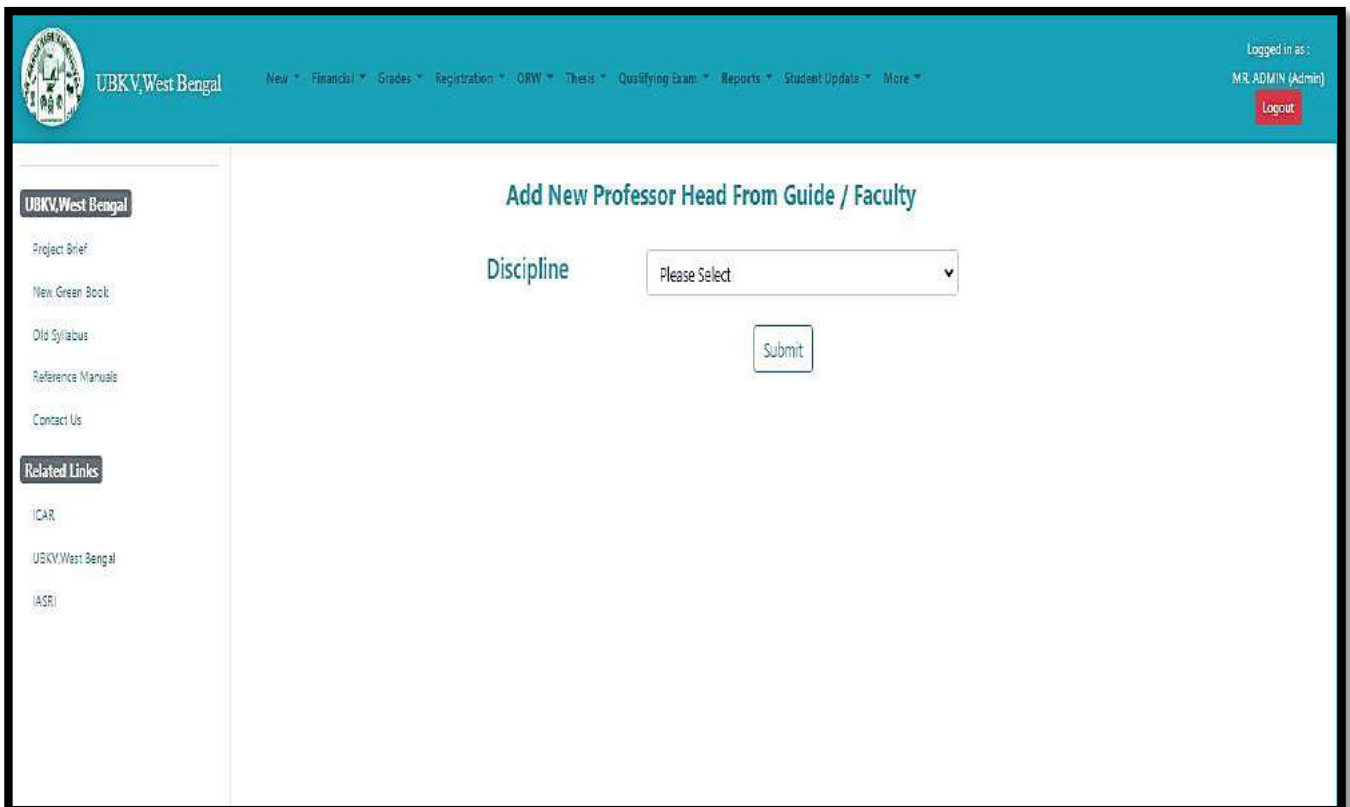 UBKV,West Bengal
New Financial Grades Registration ORW Thesis Qualifying Exam Reports Student Update More
Logged in as :
MR. ADMIN (Admin)
Logout
UBKV,West Bengal
Project Brief
New Green Book
Old Syllabus
Reference Manuals
Contact Us
Related Links
ICAR
UBKV,West Bengal
IASRI
Add New Professor Head From Guide / Faculty
Discipline
Please Select
Submit